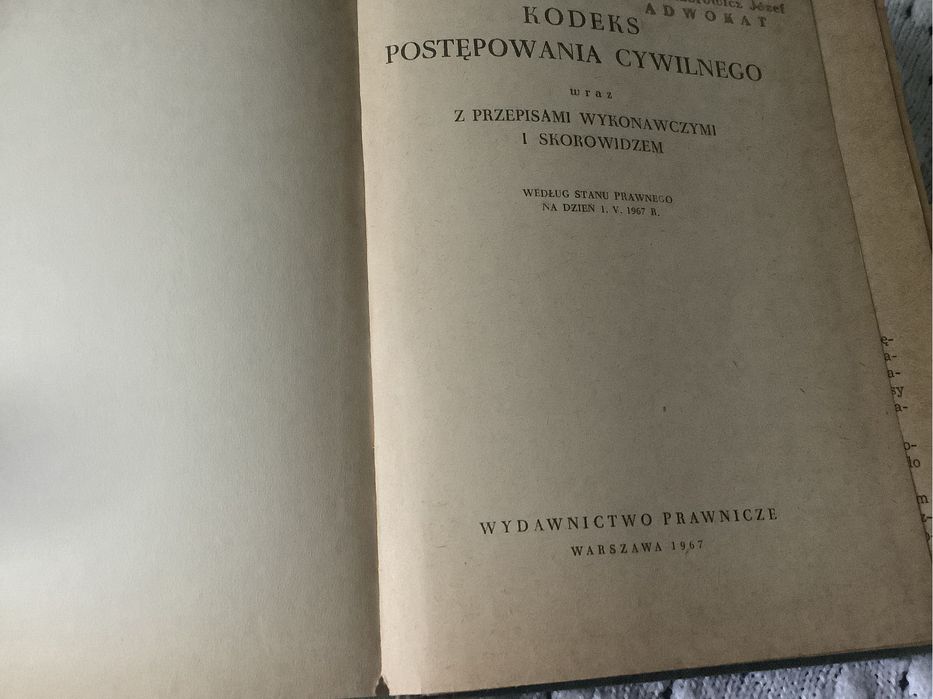 Józef
ADWOKAT
KODEKS
POSTĘPOWANIA CYWILNEGO
wraz
Z PRZEPISAMI WYKONAWCZYMI
I SKOROWIDZEM
WEDŁUG STANU PRAWNEGO
NA DZIEŃ 1. V. 1967 R.
WYDAWNICTWO PRAWNICZE
WARSZAWA 1967